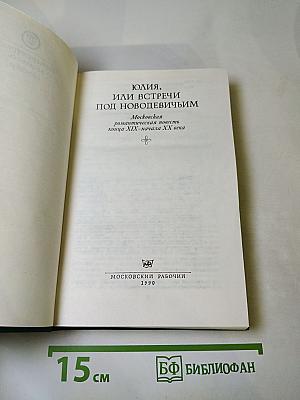 ЮЛИЯ,
ИЛИ ВСТРЕЧИ
ПОД НОВОДЕВИЧЬИМ
Московская
романтическая повесть
конца XIX–начала XX века
МОСКОВСКИЙ РАБОЧИЙ
1990
15 см
БФ БИБЛИОФАН